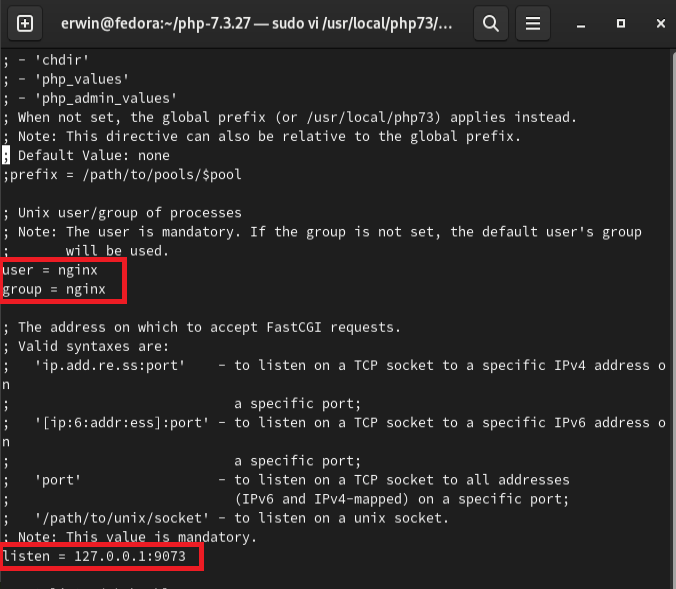 erwin@fedora:~/php-7.3.27 — sudo vi /usr/local/php73/...
; - 'chdir'
; - 'php_values'
; - 'php_admin_values'
; When not set, the global prefix (or /usr/local/php73) applies instead.
; Note: This directive can also be relative to the global prefix.
; Default Value: none
;prefix = /path/to/pools/$pool
; Unix user/group of processes
; Note: The user is mandatory. If the group is not set, the default user's group
;       will be used.
user = nginx
group = nginx
; The address on which to accept FastCGI requests.
; Valid syntaxes are:
;   'ip.add.re.ss:port'    - to listen on a TCP socket to a specific IPv4 address o
n
;                            a specific port;
;   '[ip:6:addr:ess]:port' - to listen on a TCP socket to a specific IPv6 address o
n
;                            a specific port;
;   'port'                 - to listen on a TCP socket to all addresses
;                            (IPv6 and IPv4-mapped) on a specific port;
;   '/path/to/unix/socket' - to listen on a unix socket.
; Note: This value is mandatory.
listen = 127.0.0.1:9073